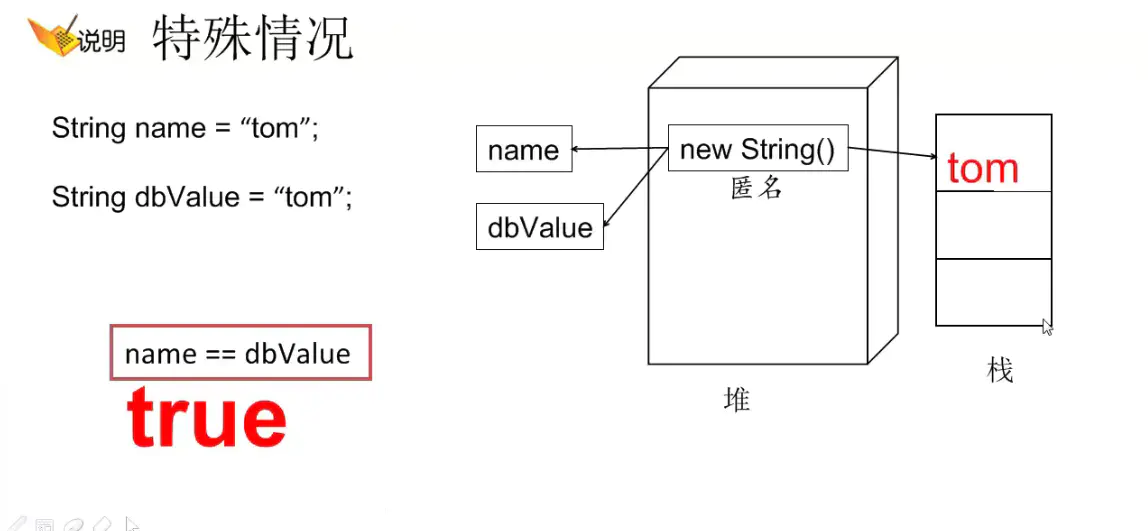 说明 特殊情况
String name = “tom”;
String dbValue = “tom”;
name == dbValue
true
name
dbValue
new String()
匿名
堆
tom
栈